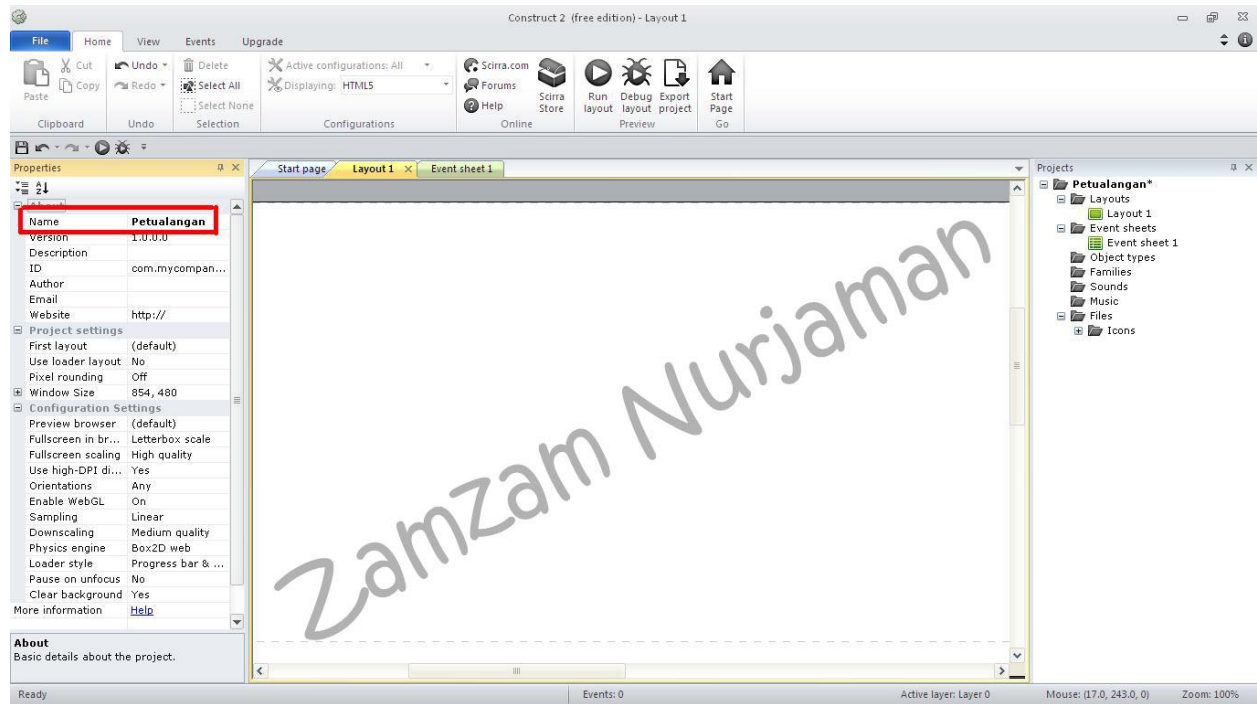 Construct 2 (free edition) - Layout 1
File Home View Events Upgrade
Paste
Cut
Copy
Clipboard
Undo
Redo
Undo
Delete
Select All
Select None
Selection
Active configurations: All
Displaying: HTML5
Configurations
Scirra.com
Forums
Help
Scirra Store
Online
Run layout
Debug layout
Export project
Preview
Start Page
Go
Properties
About
Name Petualangan
Version 1.0.0.0
Description
ID com.mycompan...
Author
Email
Website http://
Project settings
First layout (default)
Use loader layout No
Pixel rounding Off
Window Size 854, 480
Configuration Settings
Preview browser (default)
Fullscreen in br... Letterbox scale
Fullscreen scaling High quality
Use high-DPI di... Yes
Orientations Any
Enable WebGL On
Sampling Linear
Downscaling Medium quality
Physics engine Box2D web
Loader style Progress bar & ...
Pause on unfocus No
Clear background Yes
More information Help
About
Basic details about the project.
Start page Layout 1 Event sheet 1
Zamzam Nurjaman
Projects
Petualangan*
Layouts
Layout 1
Event sheets
Event sheet 1
Object types
Families
Sounds
Music
Files
Icons
Ready Events: 0 Active layer: Layer 0 Mouse: (17.0, 243.0, 0) Zoom: 100%